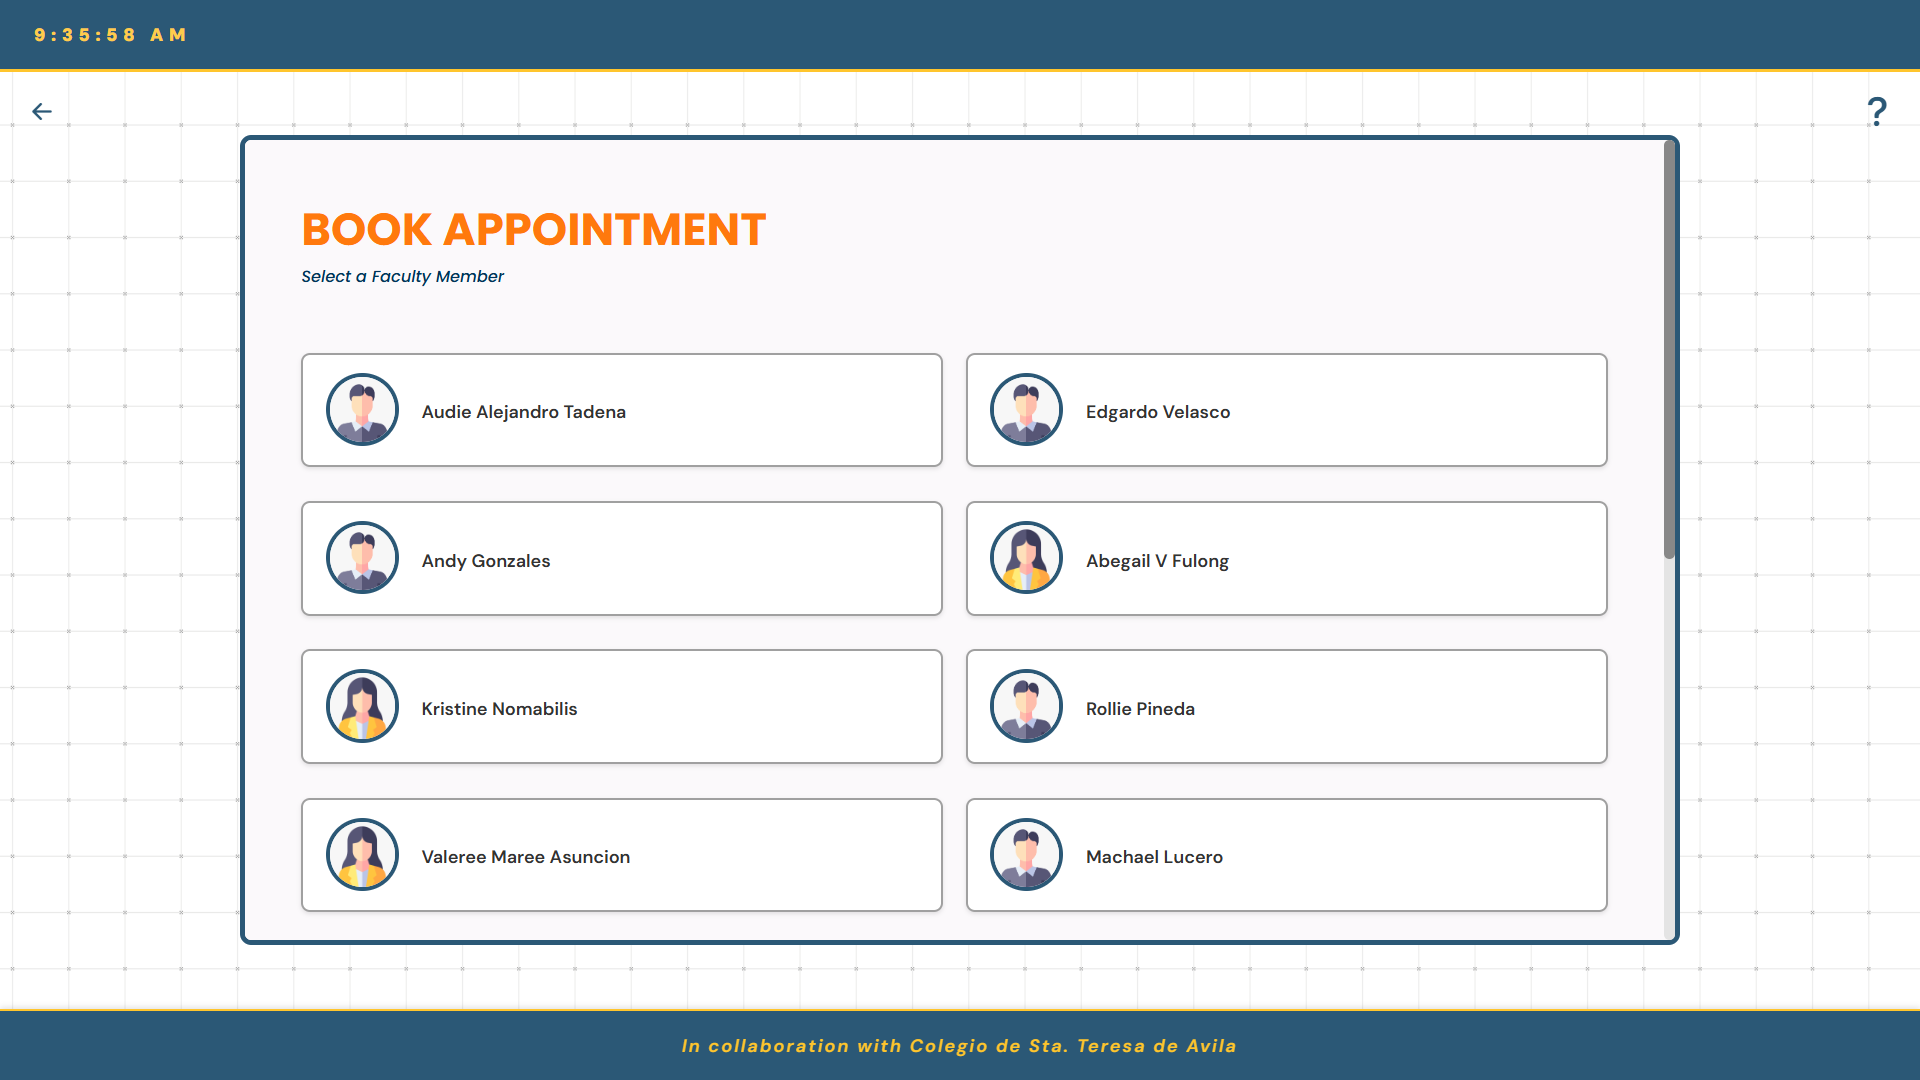 9:35:58 AM
?
BOOK APPOINTMENT
Select a Faculty Member
Audie Alejandro Tadena
Edgardo Velasco
Andy Gonzales
Abegail V Fulong
Kristine Nomabilis
Rollie Pineda
Valeree Maree Asuncion
Machael Lucero
In collaboration with Colegio de Sta. Teresa de Avila